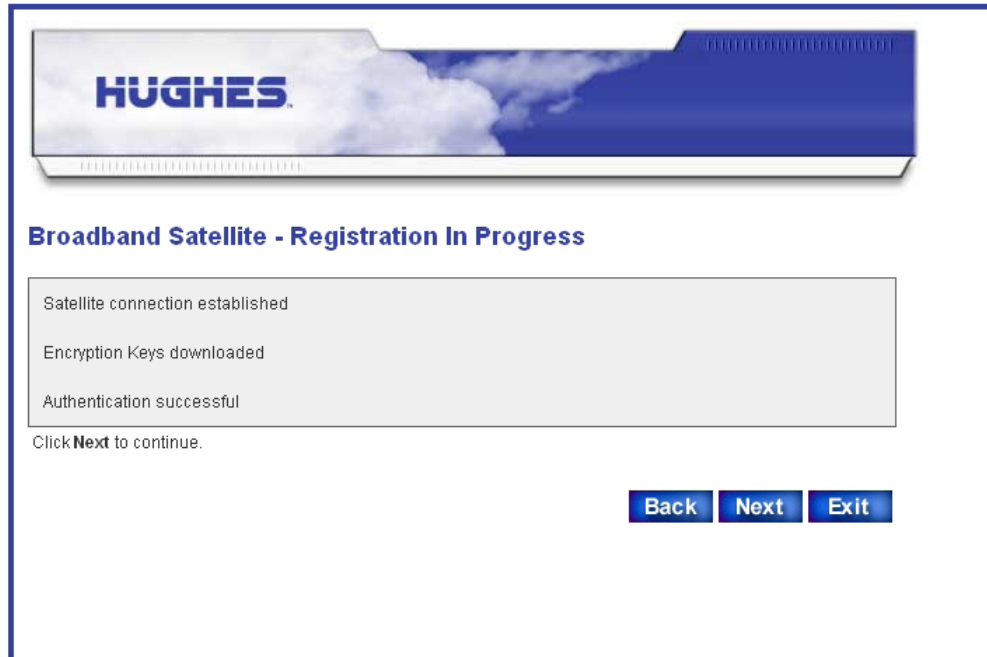 HUGHES
Broadband Satellite - Registration In Progress
Satellite connection established
Encryption Keys downloaded
Authentication successful
Click Next to continue.
Back Next Exit